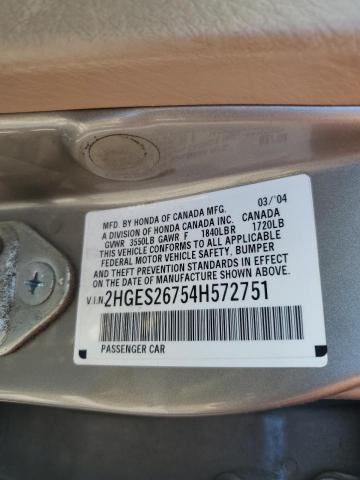 MFD. BY HONDA OF CANADA MFG. 03/'04
A DIVISION OF HONDA CANADA INC. CANADA
GVWR 3550LB GAWR F 1840LB R 1720LB
THIS VEHICLE CONFORMS TO ALL APPLICABLE
FEDERAL MOTOR VEHICLE SAFETY, BUMPER
AND THEFT PREVENTION STANDARDS IN EFFECT
ON THE DATE OF MANUFACTURE SHOWN ABOVE.
V.I.N. 2HGES26754H572751
PASSENGER CAR